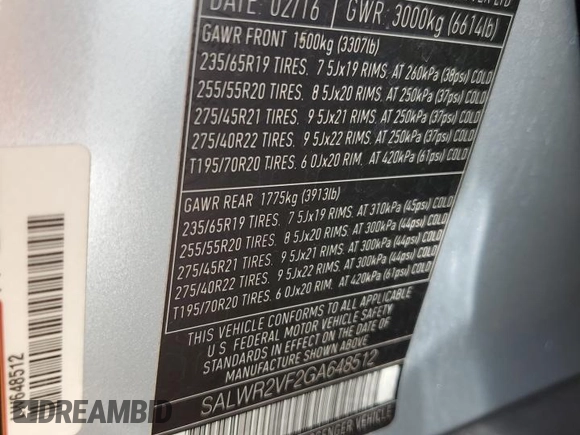 DATE: 02/16 GWR: 3000kg (6614lb)
GAWR FRONT 1500kg (3307lb)
235/65R19 TIRES. 7 5Jx19 RIMS. AT 260kPa (38psi) COLD
255/55R20 TIRES. 8 5Jx20 RIMS. AT 250kPa (37psi) COLD
275/45R21 TIRES. 9 5Jx21 RIMS. AT 250kPa (37psi) COLD
275/40R22 TIRES. 9 5Jx22 RIMS. AT 250kPa (37psi) COLD
T195/70R20 TIRES. 6 0Jx20 RIM. AT 420kPa (61psi) COLD
GAWR REAR 1775kg (3913lb)
235/65R19 TIRES. 7 5Jx19 RIMS. AT 310kPa (45psi) COLD
255/55R20 TIRES. 8 5Jx20 RIMS. AT 300kPa (44psi) COLD
275/45R21 TIRES. 9 5Jx21 RIMS. AT 300kPa (44psi) COLD
275/40R22 TIRES. 9 5Jx22 RIMS. AT 300kPa (44psi) COLD
T195/70R20 TIRES. 6 0Jx20 RIM. AT 420kPa (61psi) COLD
THIS VEHICLE CONFORMS TO ALL APPLICABLE
U S FEDERAL MOTOR VEHICLE SAFETY
STANDARDS IN EFFECT ON THE DATE OF
MANUFACTURE SHOWN ABOVE
SALWR2VF2GA648512
PASSENGER VEHICLE
648512
DREAMBID